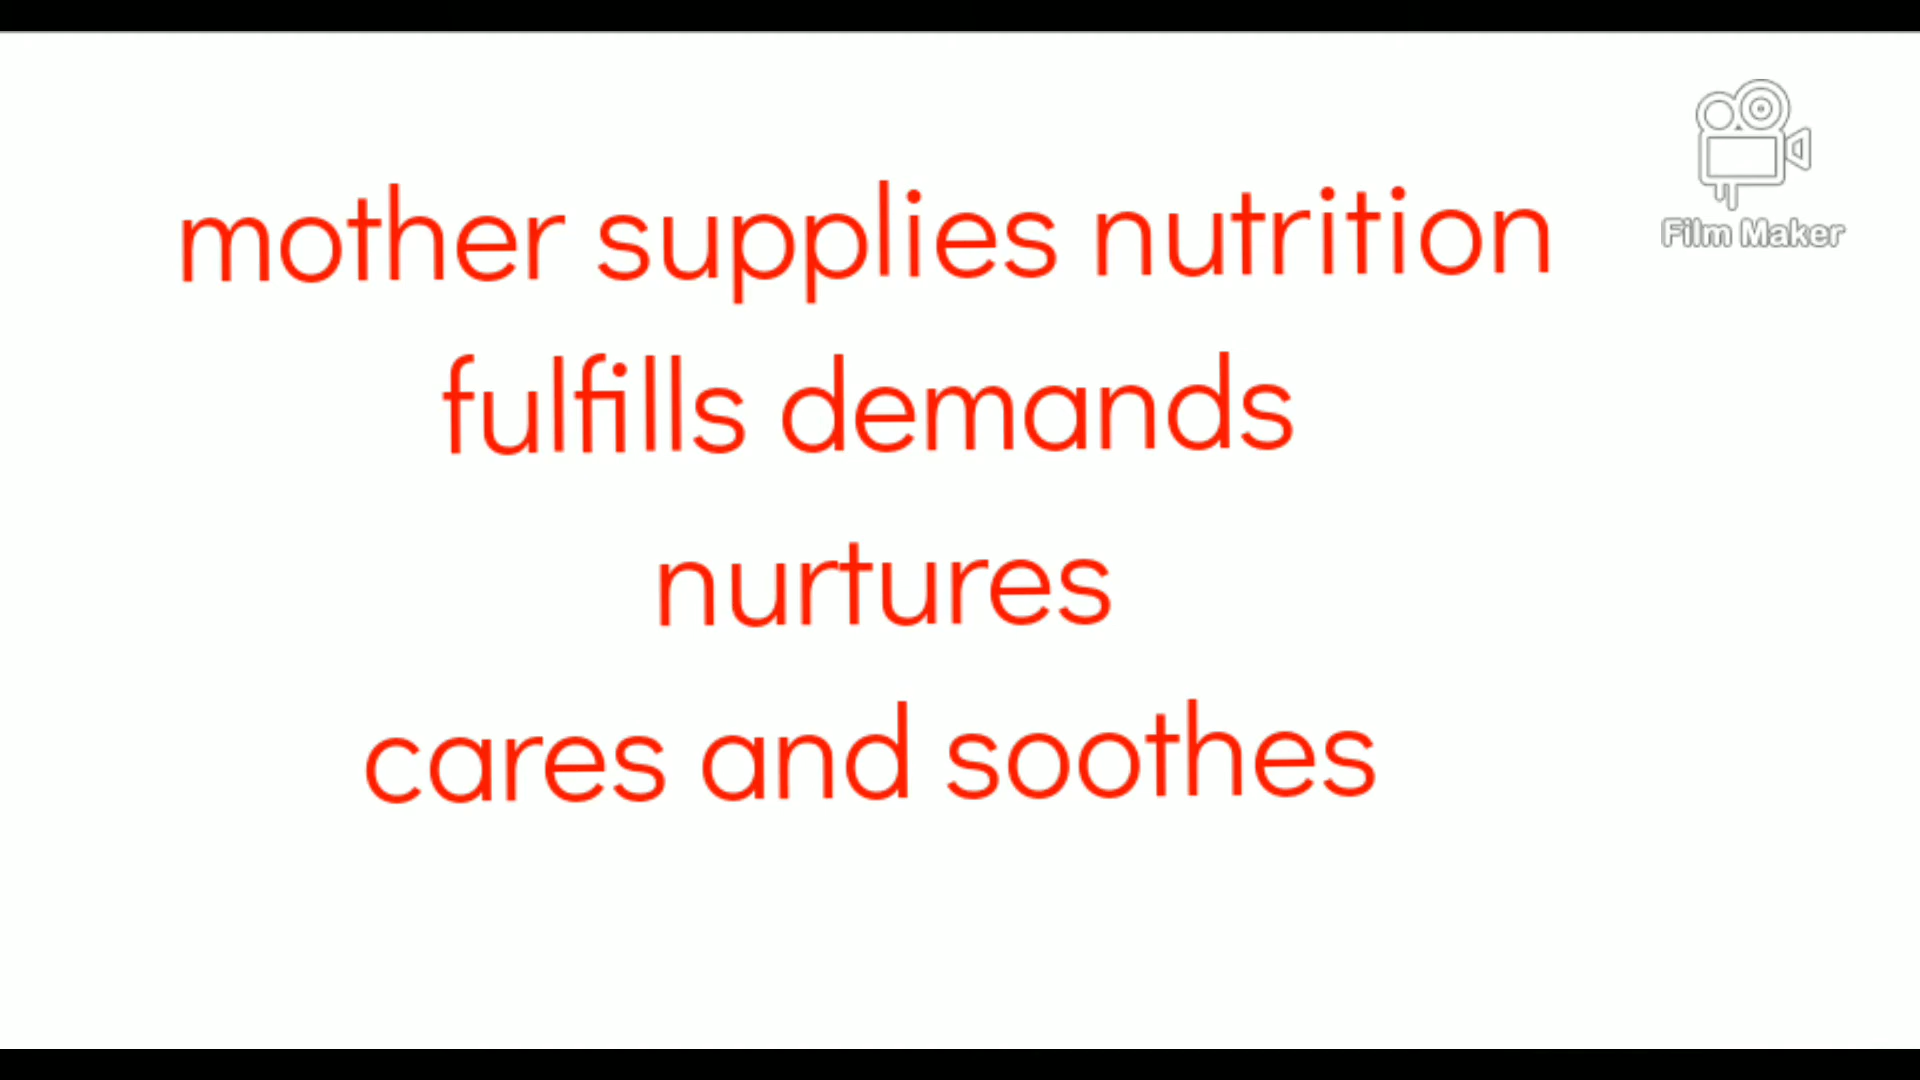 Film Maker
mother supplies nutrition
fulfills demands
nurtures
cares and soothes